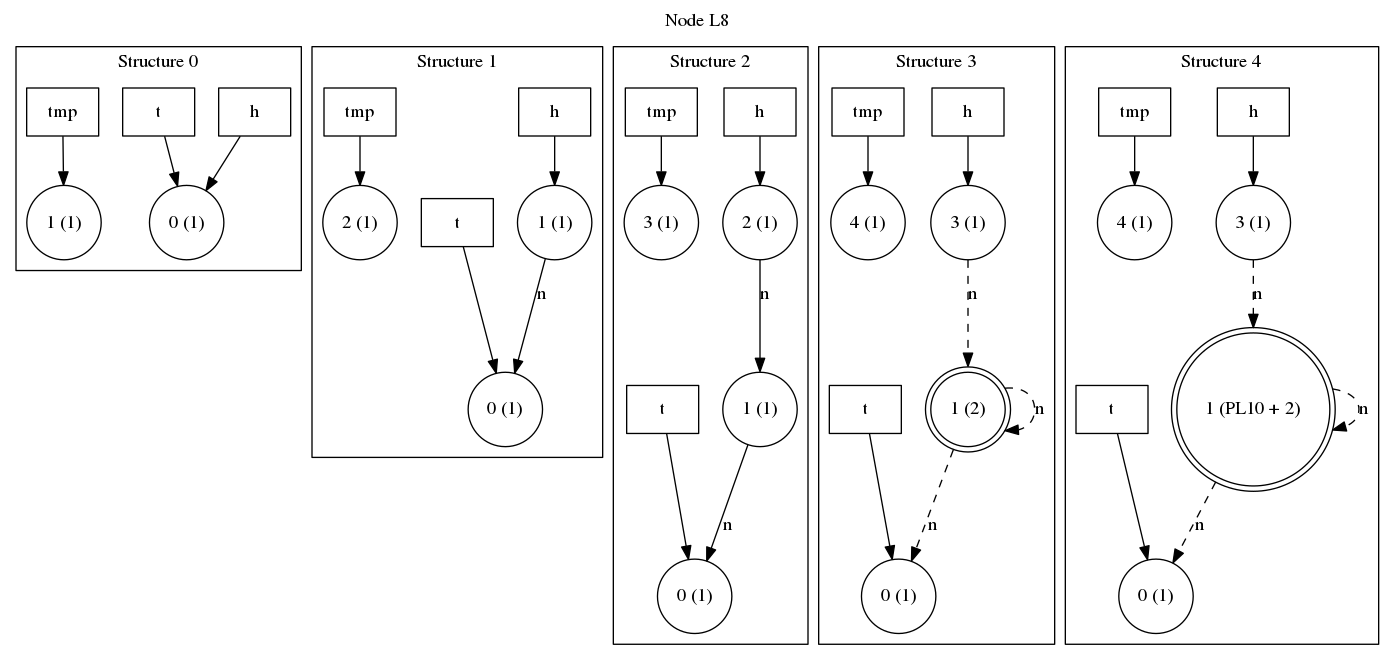 Node L8
Structure 0
tmp
t
h
1 (1)
0 (1)
Structure 1
tmp
h
2 (1)
t
1 (1)
n
0 (1)
Structure 2
tmp
h
3 (1)
2 (1)
n
t
1 (1)
n
0 (1)
Structure 3
tmp
h
4 (1)
3 (1)
n
t
1 (2)
n
n
0 (1)
Structure 4
tmp
h
4 (1)
3 (1)
n
t
1 (PL10 + 2)
n
n
0 (1)